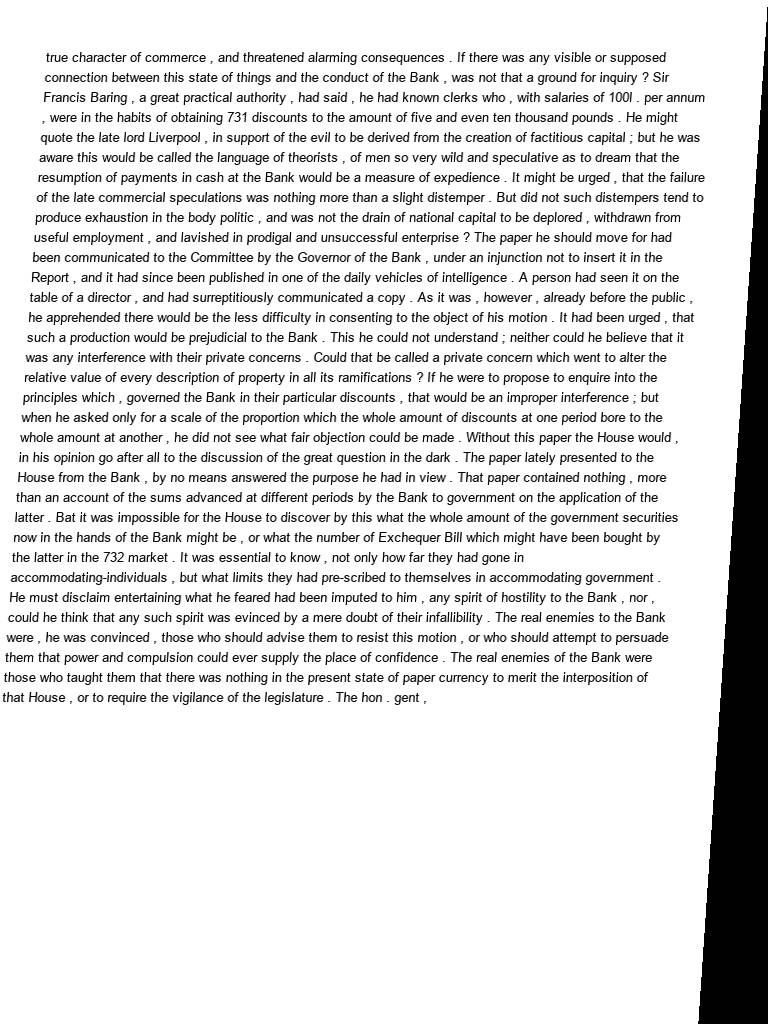 true character of commerce , and threatened alarming consequences . If there was any visible or supposed
connection between this state of things and the conduct of the Bank , was not that a ground for inquiry ? Sir
Francis Baring , a great practical authority , had said , he had known clerks who , with salaries of 100l . per annum
, were in the habits of obtaining 731 discounts to the amount of five and even ten thousand pounds . He might
quote the late lord Liverpool , in support of the evil to be derived from the creation of factitious capital ; but he was
aware this would be called the language of theorists , of men so very wild and speculative as to dream that the
resumption of payments in cash at the Bank would be a measure of expedience . It might be urged , that the failure
of the late commercial speculations was nothing more than a slight distemper . But did not such distempers tend to
produce exhaustion in the body politic , and was not the drain of national capital to be deplored , withdrawn from
useful employment , and lavished in prodigal and unsuccessful enterprise ? The paper he should move for had
been communicated to the Committee by the Governor of the Bank , under an injunction not to insert it in the
Report , and it had since been published in one of the daily vehicles of intelligence . A person had seen it on the
table of a director , and had surreptitiously communicated a copy . As it was , however , already before the public ,
he apprehended there would be the less difficulty in consenting to the object of his motion . It had been urged , that
such a production would be prejudicial to the Bank . This he could not understand ; neither could he believe that it
was any interference with their private concerns . Could that be called a private concern which went to alter the
relative value of every description of property in all its ramifications ? If he were to propose to enquire into the
principles which , governed the Bank in their particular discounts , that would be an improper interference ; but
when he asked only for a scale of the proportion which the whole amount of discounts at one period bore to the
whole amount at another , he did not see what fair objection could be made . Without this paper the House would ,
in his opinion go after all to the discussion of the great question in the dark . The paper lately presented to the
House from the Bank , by no means answered the purpose he had in view . That paper contained nothing , more
than an account of the sums advanced at different periods by the Bank to government on the application of the
latter . Bat it was impossible for the House to discover by this what the whole amount of the government securities
now in the hands of the Bank might be , or what the number of Exchequer Bill which might have been bought by
the latter in the 732 market . It was essential to know , not only how far they had gone in
accommodating-individuals , but what limits they had pre-scribed to themselves in accommodating government .
He must disclaim entertaining what he feared had been imputed to him , any spirit of hostility to the Bank , nor ,
could he think that any such spirit was evinced by a mere doubt of their infallibility . The real enemies to the Bank
were , he was convinced , those who should advise them to resist this motion , or who should attempt to persuade
them that power and compulsion could ever supply the place of confidence . The real enemies of the Bank were
those who taught them that there was nothing in the present state of paper currency to merit the interposition of
that House , or to require the vigilance of the legislature . The hon . gent ,